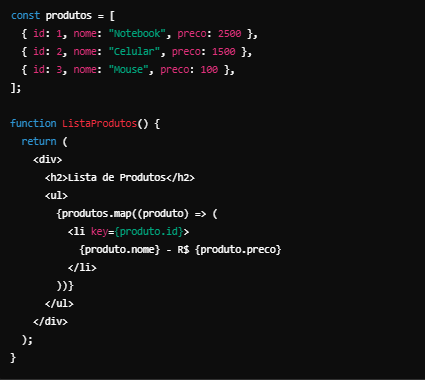 const produtos = [
  { id: 1, nome: "Notebook", preco: 2500 },
  { id: 2, nome: "Celular", preco: 1500 },
  { id: 3, nome: "Mouse", preco: 100 },
];

function ListaProdutos() {
  return (
    <div>
      <h2>Lista de Produtos</h2>
      <ul>
        {produtos.map((produto) => (
          <li key={produto.id}>
            {produto.nome} - R$ {produto.preco}
          </li>
        ))}
      </ul>
    </div>
  );
}